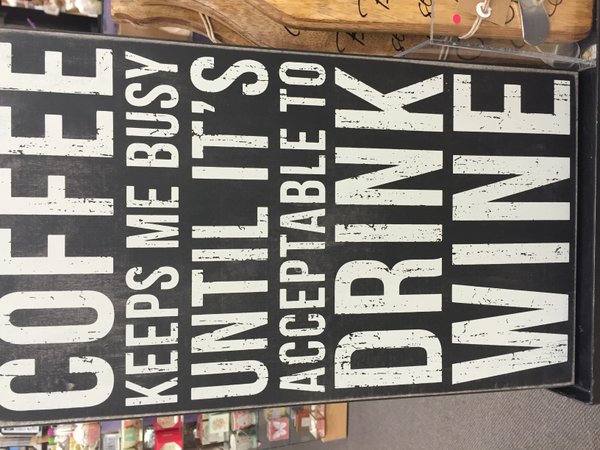 COFFEE
KEEPS ME BUSY
UNTIL IT'S
ACCEPTABLE TO
DRINK
WINE